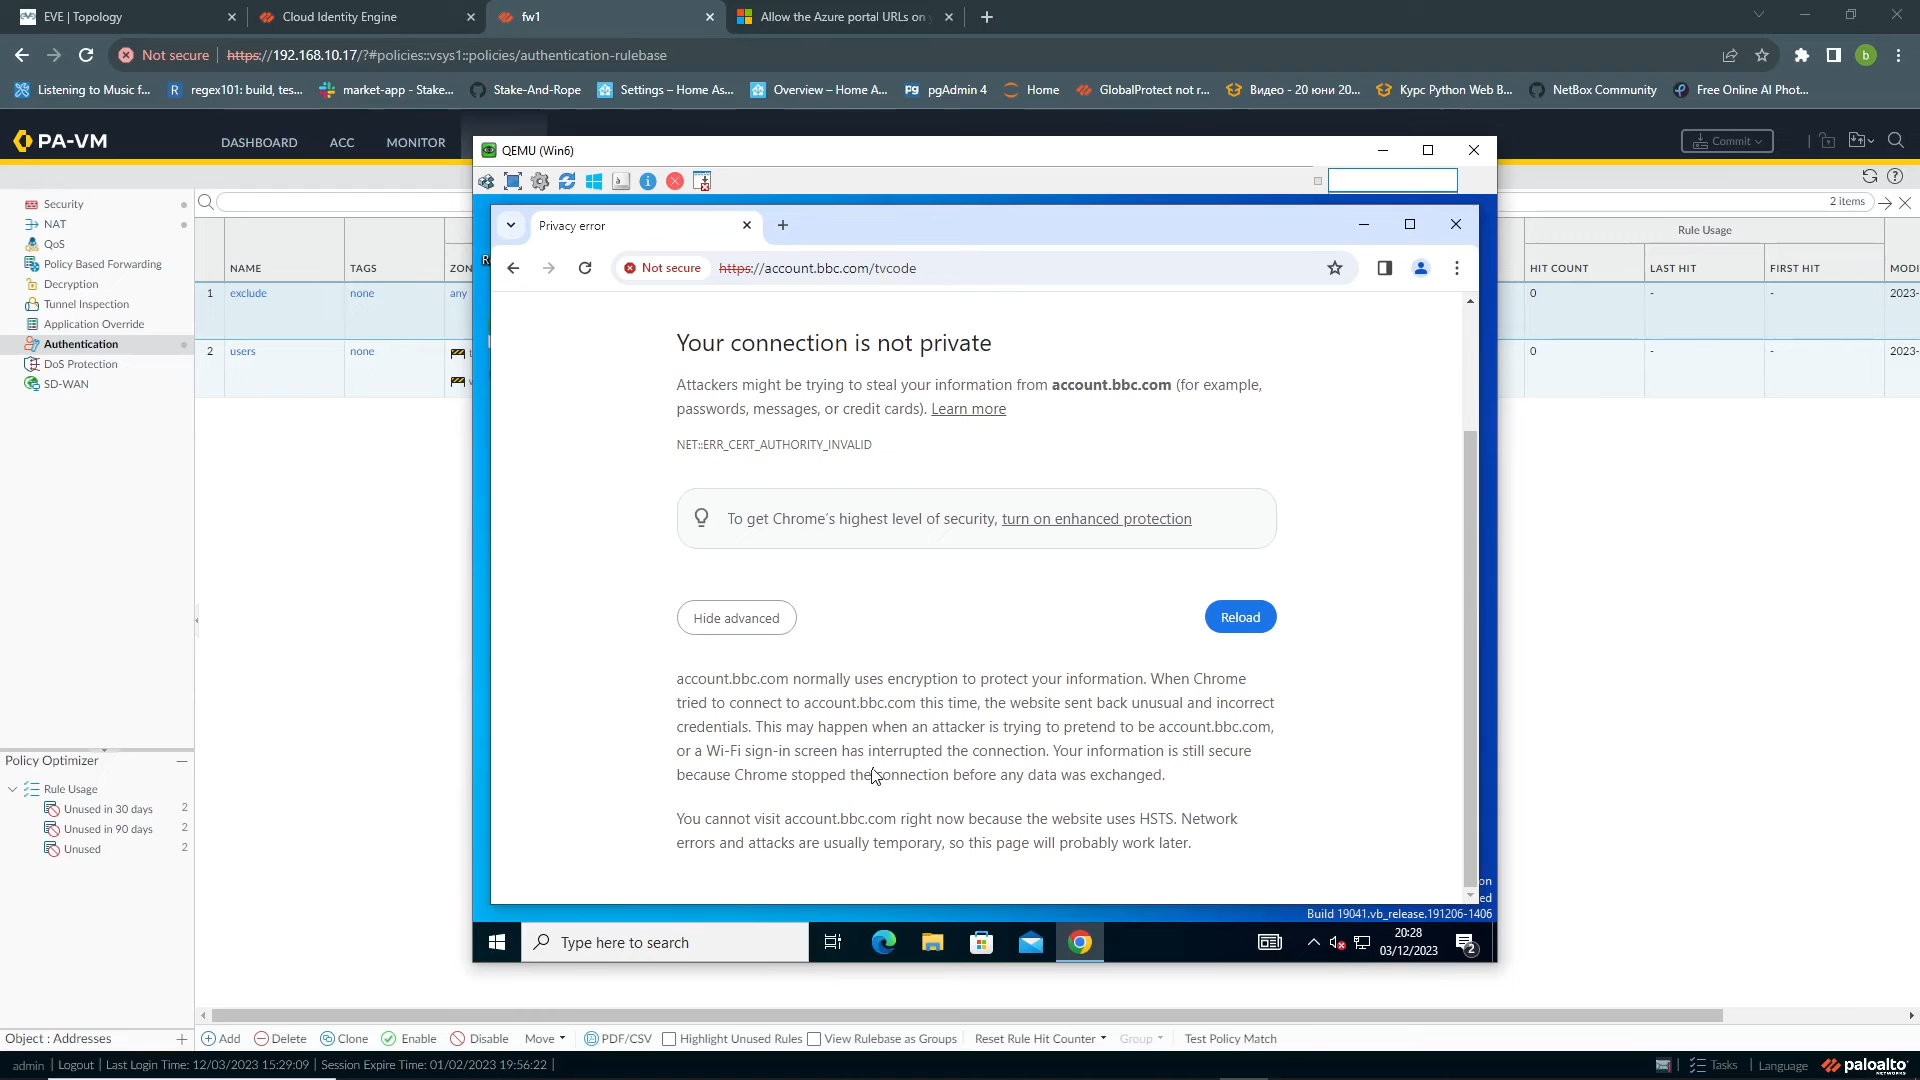 EVE | Topology
Cloud Identity Engine
fw1
Allow the Azure portal URLs on y
Not secure
https://192.168.10.17/?#policies::vsys1::policies/authentication-rulebase
b
Listening to Music f...
regex101: build, tes...
market-app - Stake...
Stake-And-Rope
Settings – Home As...
Overview – Home A...
pgAdmin 4
Home
GlobalProtect not r...
Видео - 20 юни 20...
Курс Python Web B...
NetBox Community
Free Online AI Phot...
PA-VM
DASHBOARD
ACC
MONITOR
Commit
QEMU (Win6)
Security
NAT
QoS
Policy Based Forwarding
Decryption
Tunnel Inspection
Application Override
Authentication
DoS Protection
SD-WAN
2 items
NAME
TAGS
ZON
Rule Usage
HIT COUNT
LAST HIT
FIRST HIT
MODI
1
exclude
none
any
0
-
-
2023-
2
users
none
0
-
-
2023-
Privacy error
Not secure
https://account.bbc.com/tvcode
Your connection is not private
Attackers might be trying to steal your information from account.bbc.com (for example,
passwords, messages, or credit cards). Learn more
NET::ERR_CERT_AUTHORITY_INVALID
To get Chrome's highest level of security, turn on enhanced protection
Hide advanced
Reload
account.bbc.com normally uses encryption to protect your information. When Chrome
tried to connect to account.bbc.com this time, the website sent back unusual and incorrect
credentials. This may happen when an attacker is trying to pretend to be account.bbc.com,
or a Wi-Fi sign-in screen has interrupted the connection. Your information is still secure
because Chrome stopped the connection before any data was exchanged.
You cannot visit account.bbc.com right now because the website uses HSTS. Network
errors and attacks are usually temporary, so this page will probably work later.
on
ed
Build 19041.vb_release.191206-1406
Type here to search
20:28
03/12/2023
2
Policy Optimizer
Rule Usage
Unused in 30 days 2
Unused in 90 days 2
Unused 2
Object : Addresses
Add
Delete
Clone
Enable
Disable
Move
PDF/CSV
Highlight Unused Rules
View Rulebase as Groups
Reset Rule Hit Counter
Group
Test Policy Match
admin | Logout | Last Login Time: 12/03/2023 15:29:09 | Session Expire Time: 01/02/2023 19:56:22 |
Tasks
Language
paloalto
NETWORKS